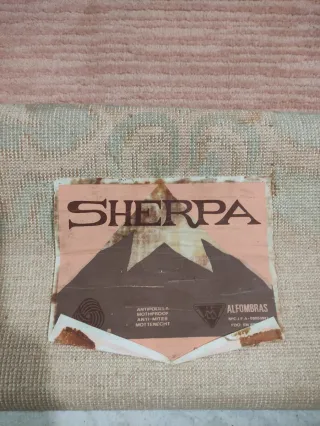 SHERPA
ANTIPOLILLA
MOTHPROOF
ANTI-MITES
MOTTENECHT
ALFOMBRAS